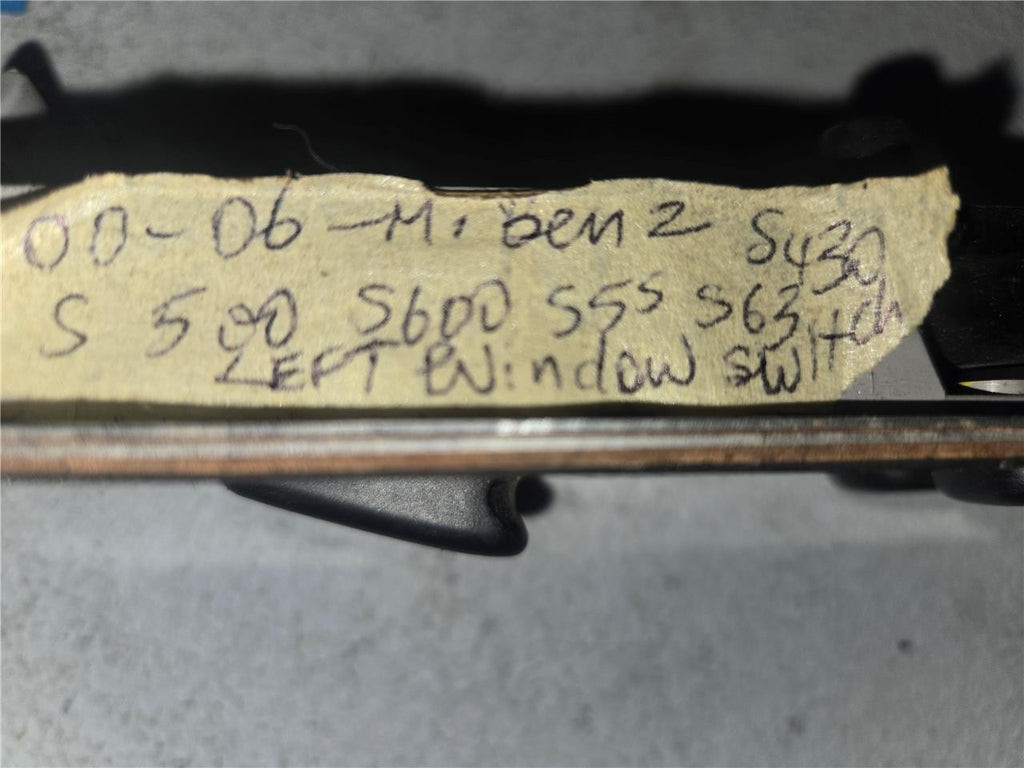 00-06-M. benz S430
S 500 S600 S55 S63
LEFT Window switch